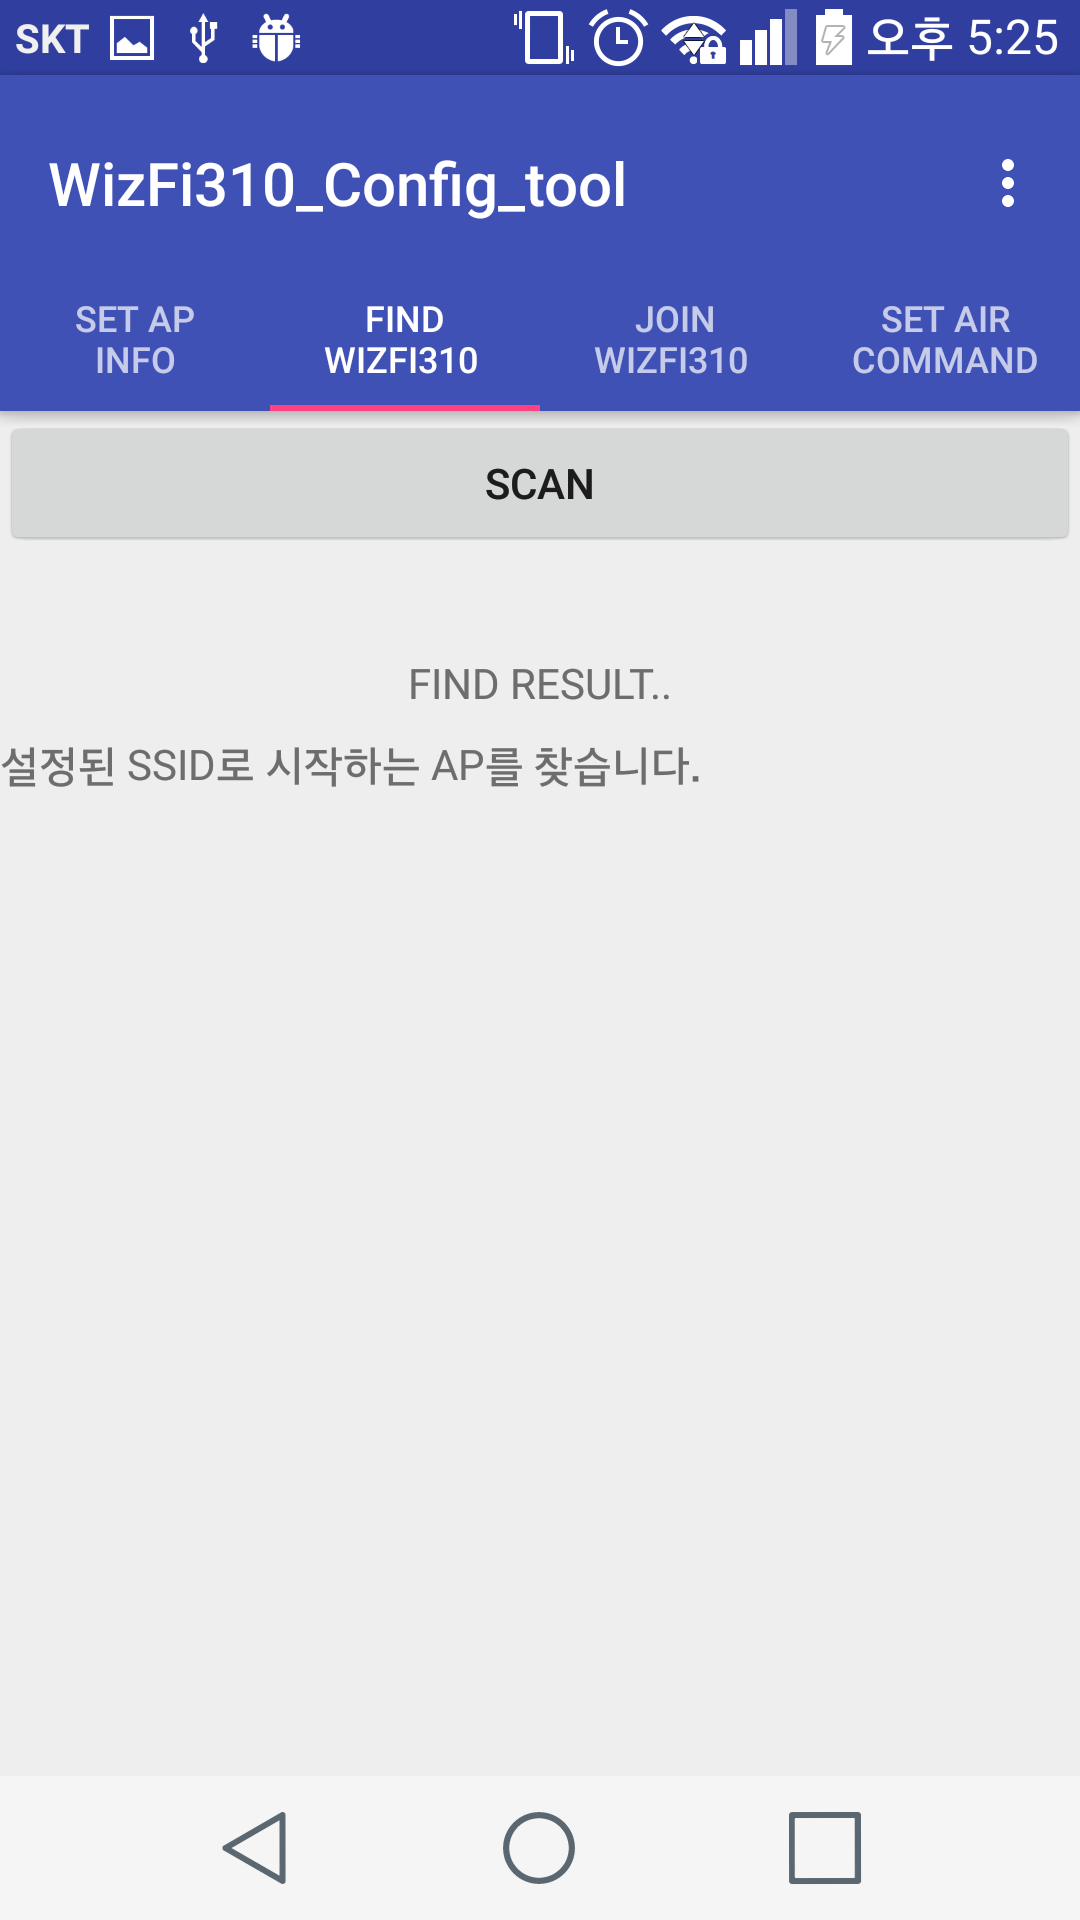 SKT 오후 5:25
WizFi310_Config_tool
SET AP
INFO
FIND
WIZFI310
JOIN
WIZFI310
SET AIR
COMMAND
SCAN
FIND RESULT..
설정된 SSID로 시작하는 AP를 찾습니다.